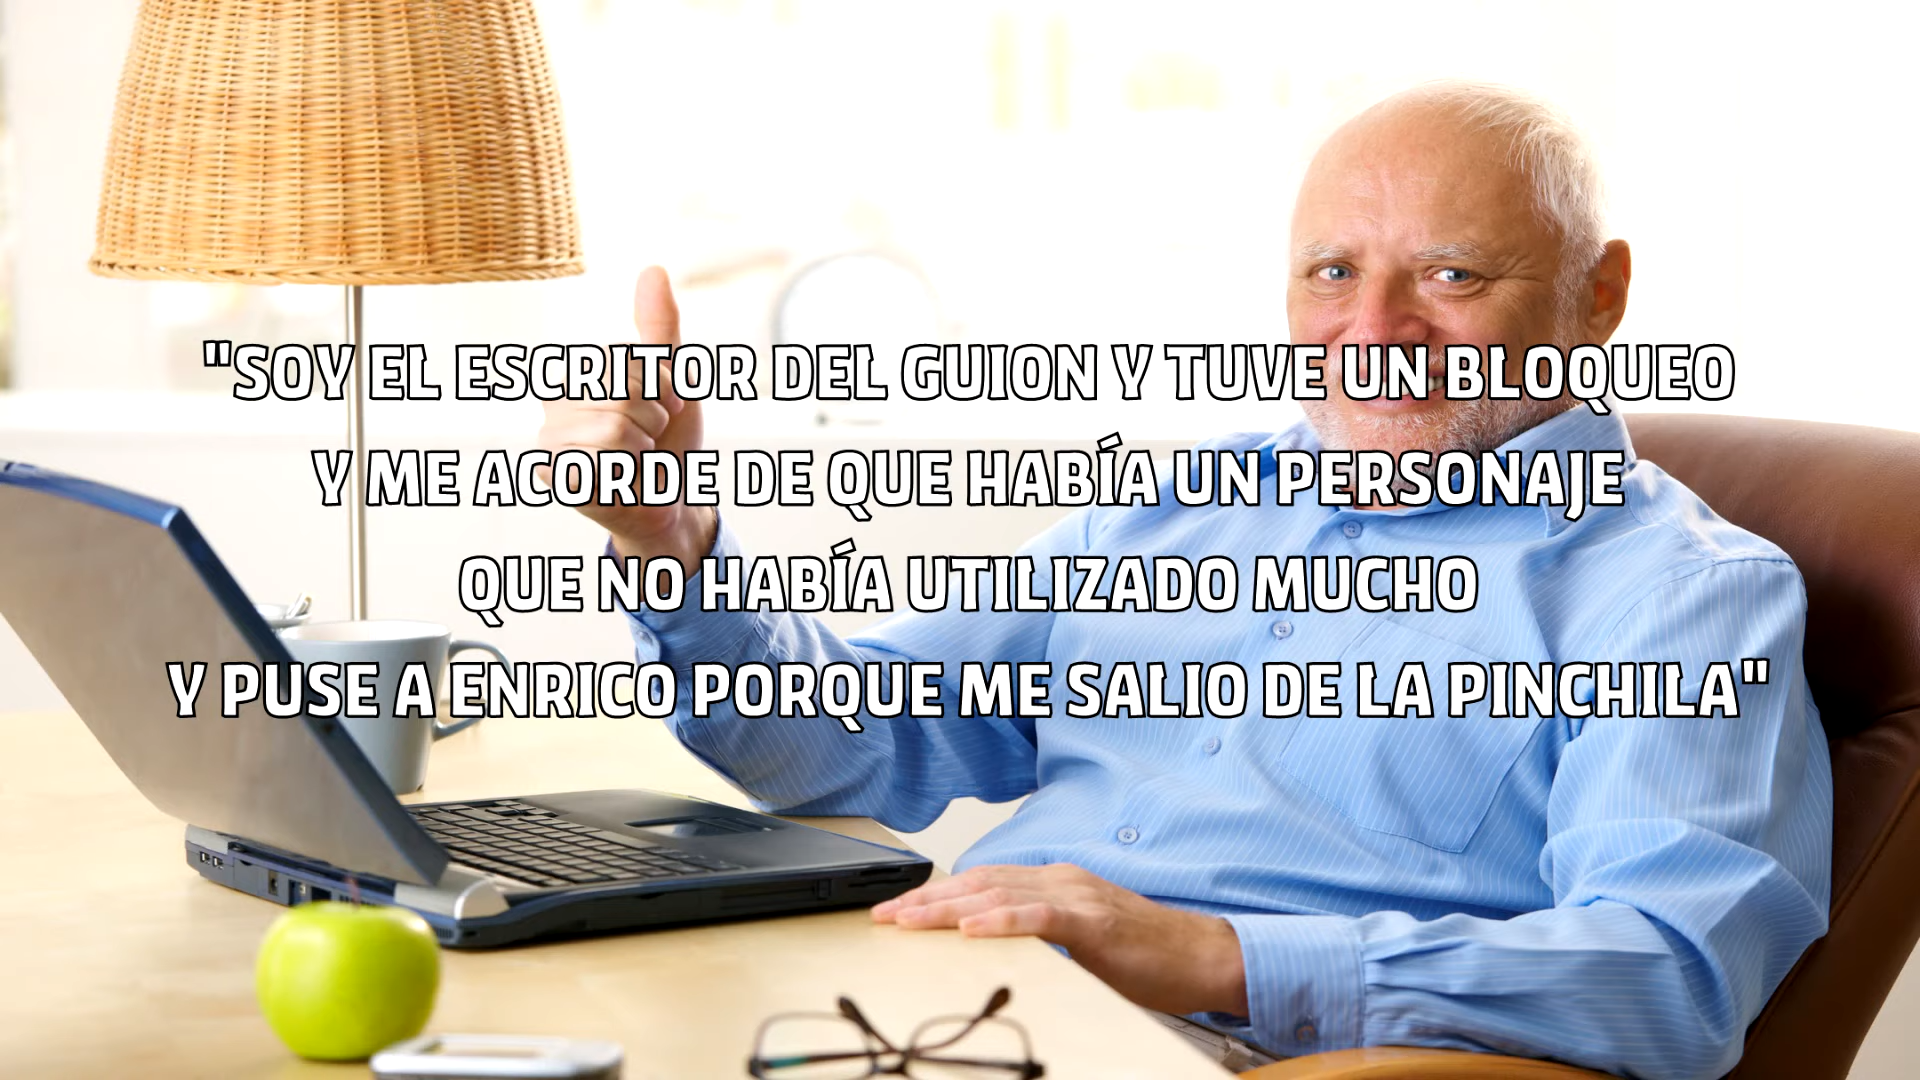 "SOY EL ESCRITOR DEL GUION Y TUVE UN BLOQUEO
Y ME ACORDE DE QUE HABÍA UN PERSONAJE
QUE NO HABÍA UTILIZADO MUCHO
Y PUSE A ENRICO PORQUE ME SALIO DE LA PINCHILA"